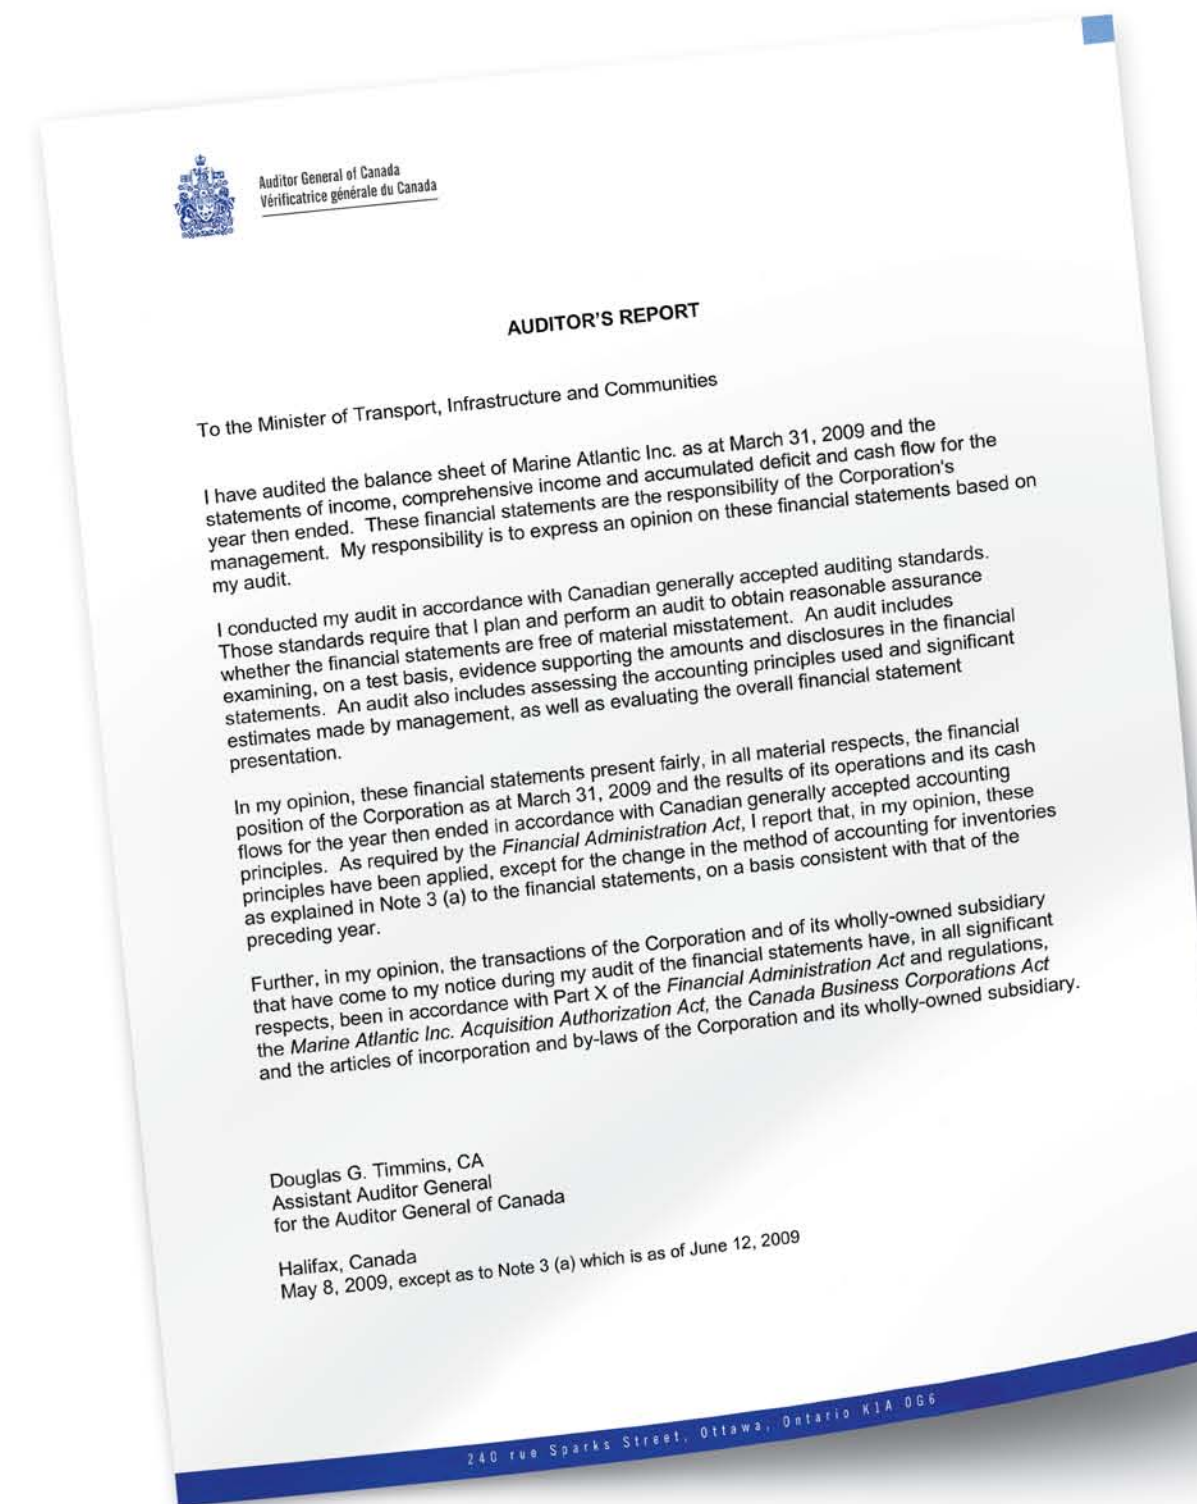 Auditor General of Canada
Vérificatrice générale du Canada
AUDITOR'S REPORT
To the Minister of Transport, Infrastructure and Communities
I have audited the balance sheet of Marine Atlantic Inc. as at March 31, 2009 and the
statements of income, comprehensive income and accumulated deficit and cash flow for the
year then ended. These financial statements are the responsibility of the Corporation's
management. My responsibility is to express an opinion on these financial statements based on
my audit.
I conducted my audit in accordance with Canadian generally accepted auditing standards.
Those standards require that I plan and perform an audit to obtain reasonable assurance
whether the financial statements are free of material misstatement. An audit includes
examining, on a test basis, evidence supporting the amounts and disclosures in the financial
statements. An audit also includes assessing the accounting principles used and significant
estimates made by management, as well as evaluating the overall financial statement
presentation.
In my opinion, these financial statements present fairly, in all material respects, the financial
position of the Corporation as at March 31, 2009 and the results of its operations and its cash
flows for the year then ended in accordance with Canadian generally accepted accounting
principles. As required by the Financial Administration Act, I report that, in my opinion, these
principles have been applied, except for the change in the method of accounting for inventories
as explained in Note 3 (a) to the financial statements, on a basis consistent with that of the
preceding year.
Further, in my opinion, the transactions of the Corporation and of its wholly-owned subsidiary
that have come to my notice during my audit of the financial statements have, in all significant
respects, been in accordance with Part X of the Financial Administration Act and regulations,
the Marine Atlantic Inc. Acquisition Authorization Act, the Canada Business Corporations Act
and the articles of incorporation and by-laws of the Corporation and its wholly-owned subsidiary.
Douglas G. Timmins, CA
Assistant Auditor General
for the Auditor General of Canada
Halifax, Canada
May 8, 2009, except as to Note 3 (a) which is as of June 12, 2009
240 rue Sparks Street, Ottawa, Ontario K1A 0G6